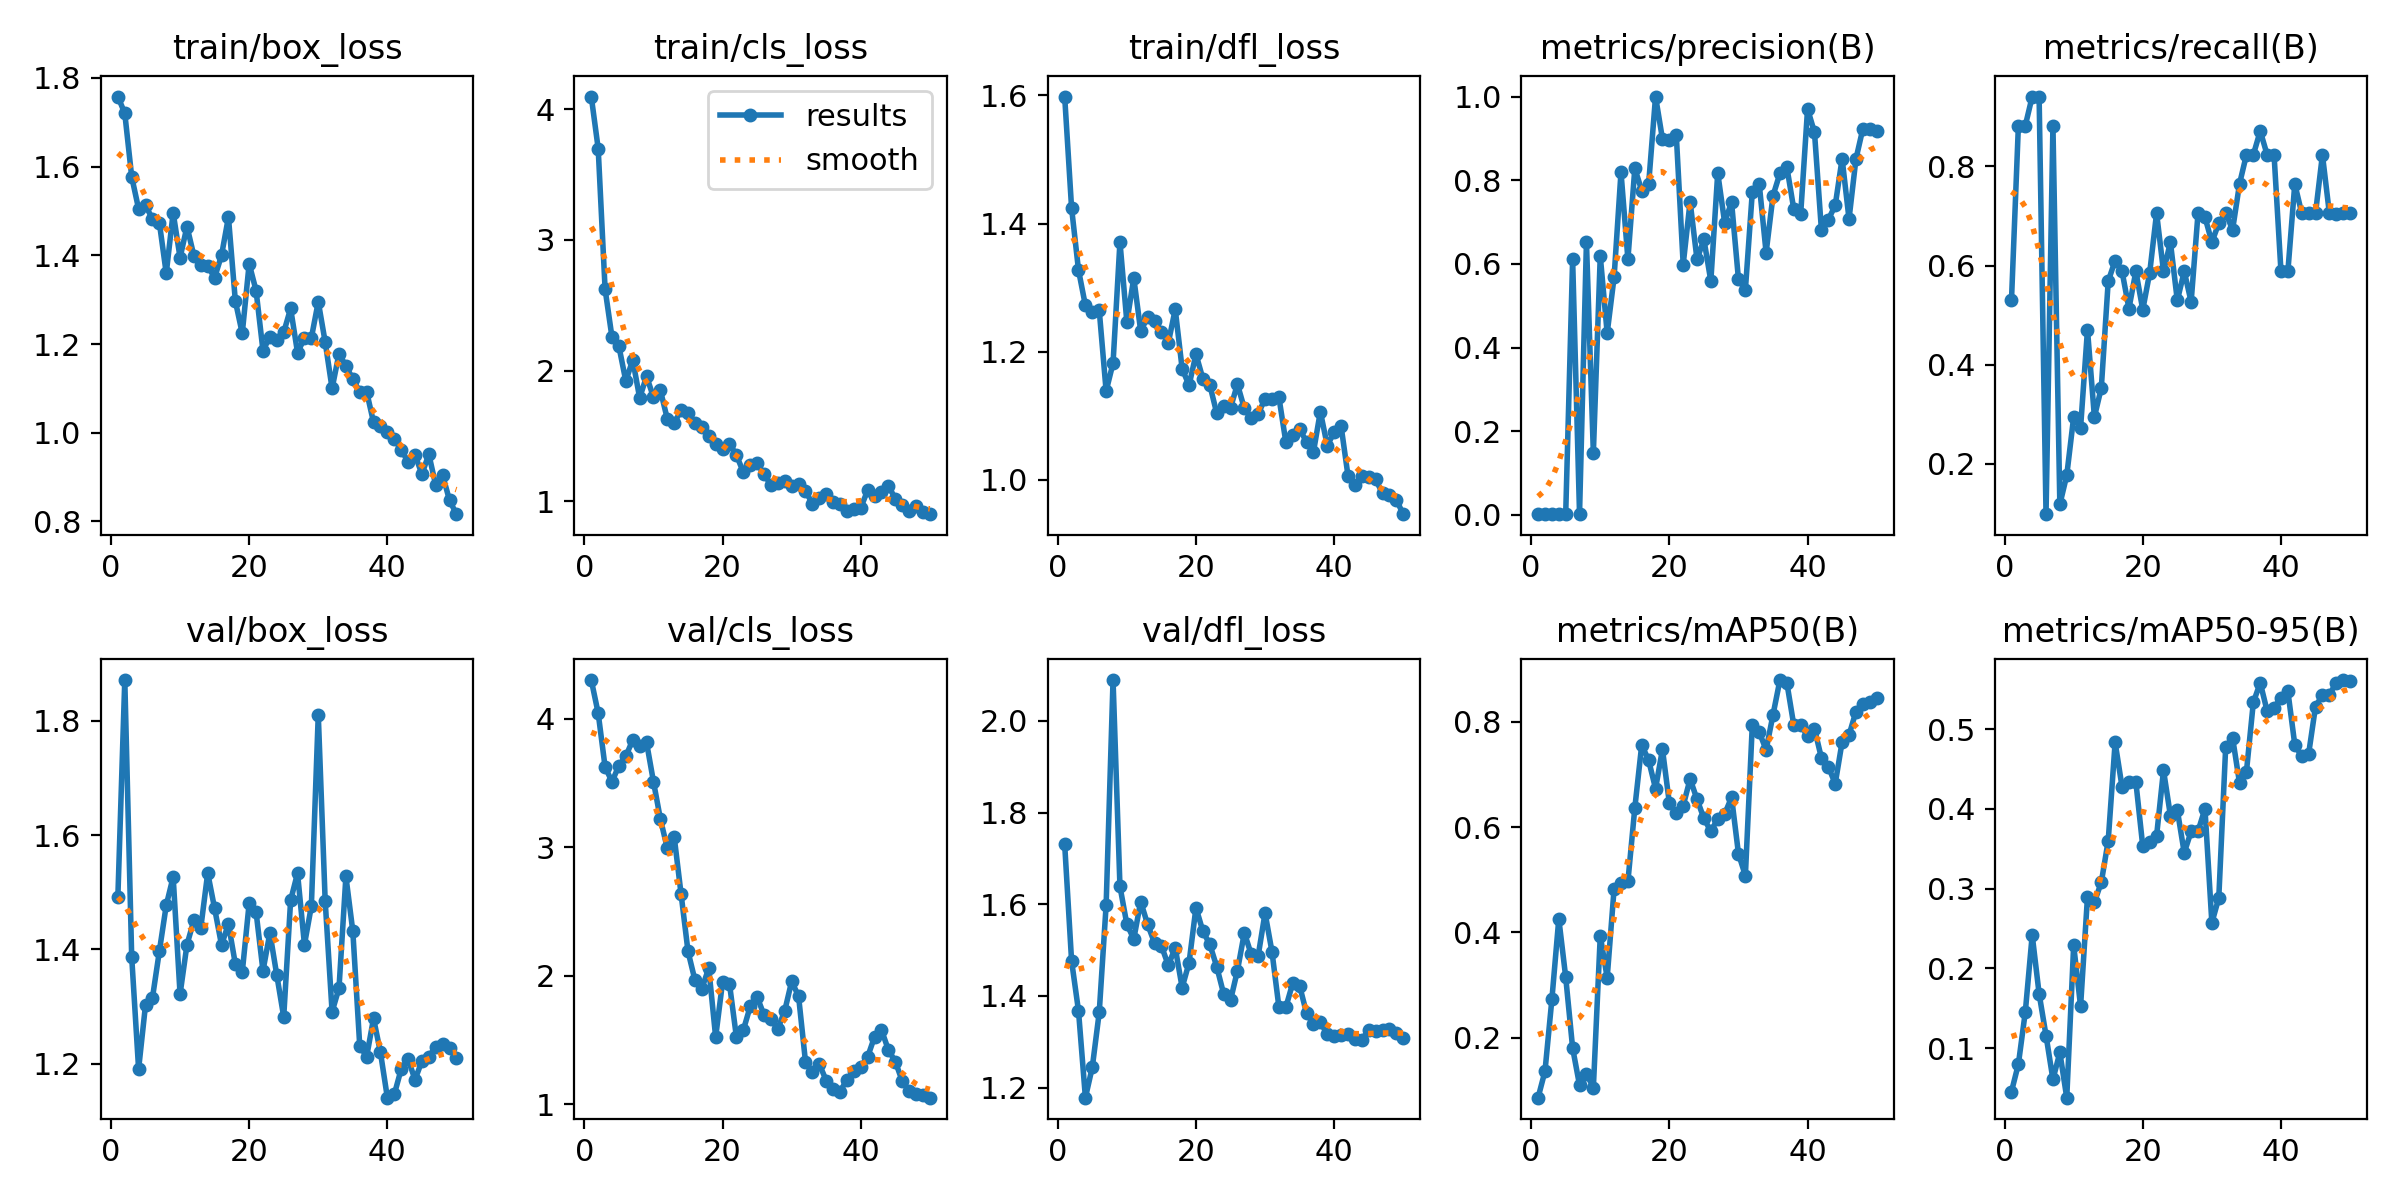 train/box_loss
train/cls_loss
train/dfl_loss
metrics/precision(B)
metrics/recall(B)
1.8
1.6
1.4
1.2
1.0
0.8
0 20 40
4
3
2
1
results
smooth
0 20 40
1.6
1.4
1.2
1.0
0 20 40
1.0
0.8
0.6
0.4
0.2
0.0
0 20 40
0.8
0.6
0.4
0.2
0 20 40
val/box_loss
val/cls_loss
val/dfl_loss
metrics/mAP50(B)
metrics/mAP50-95(B)
1.8
1.6
1.4
1.2
0 20 40
4
3
2
1
0 20 40
2.0
1.8
1.6
1.4
1.2
0 20 40
0.8
0.6
0.4
0.2
0 20 40
0.5
0.4
0.3
0.2
0.1
0 20 40